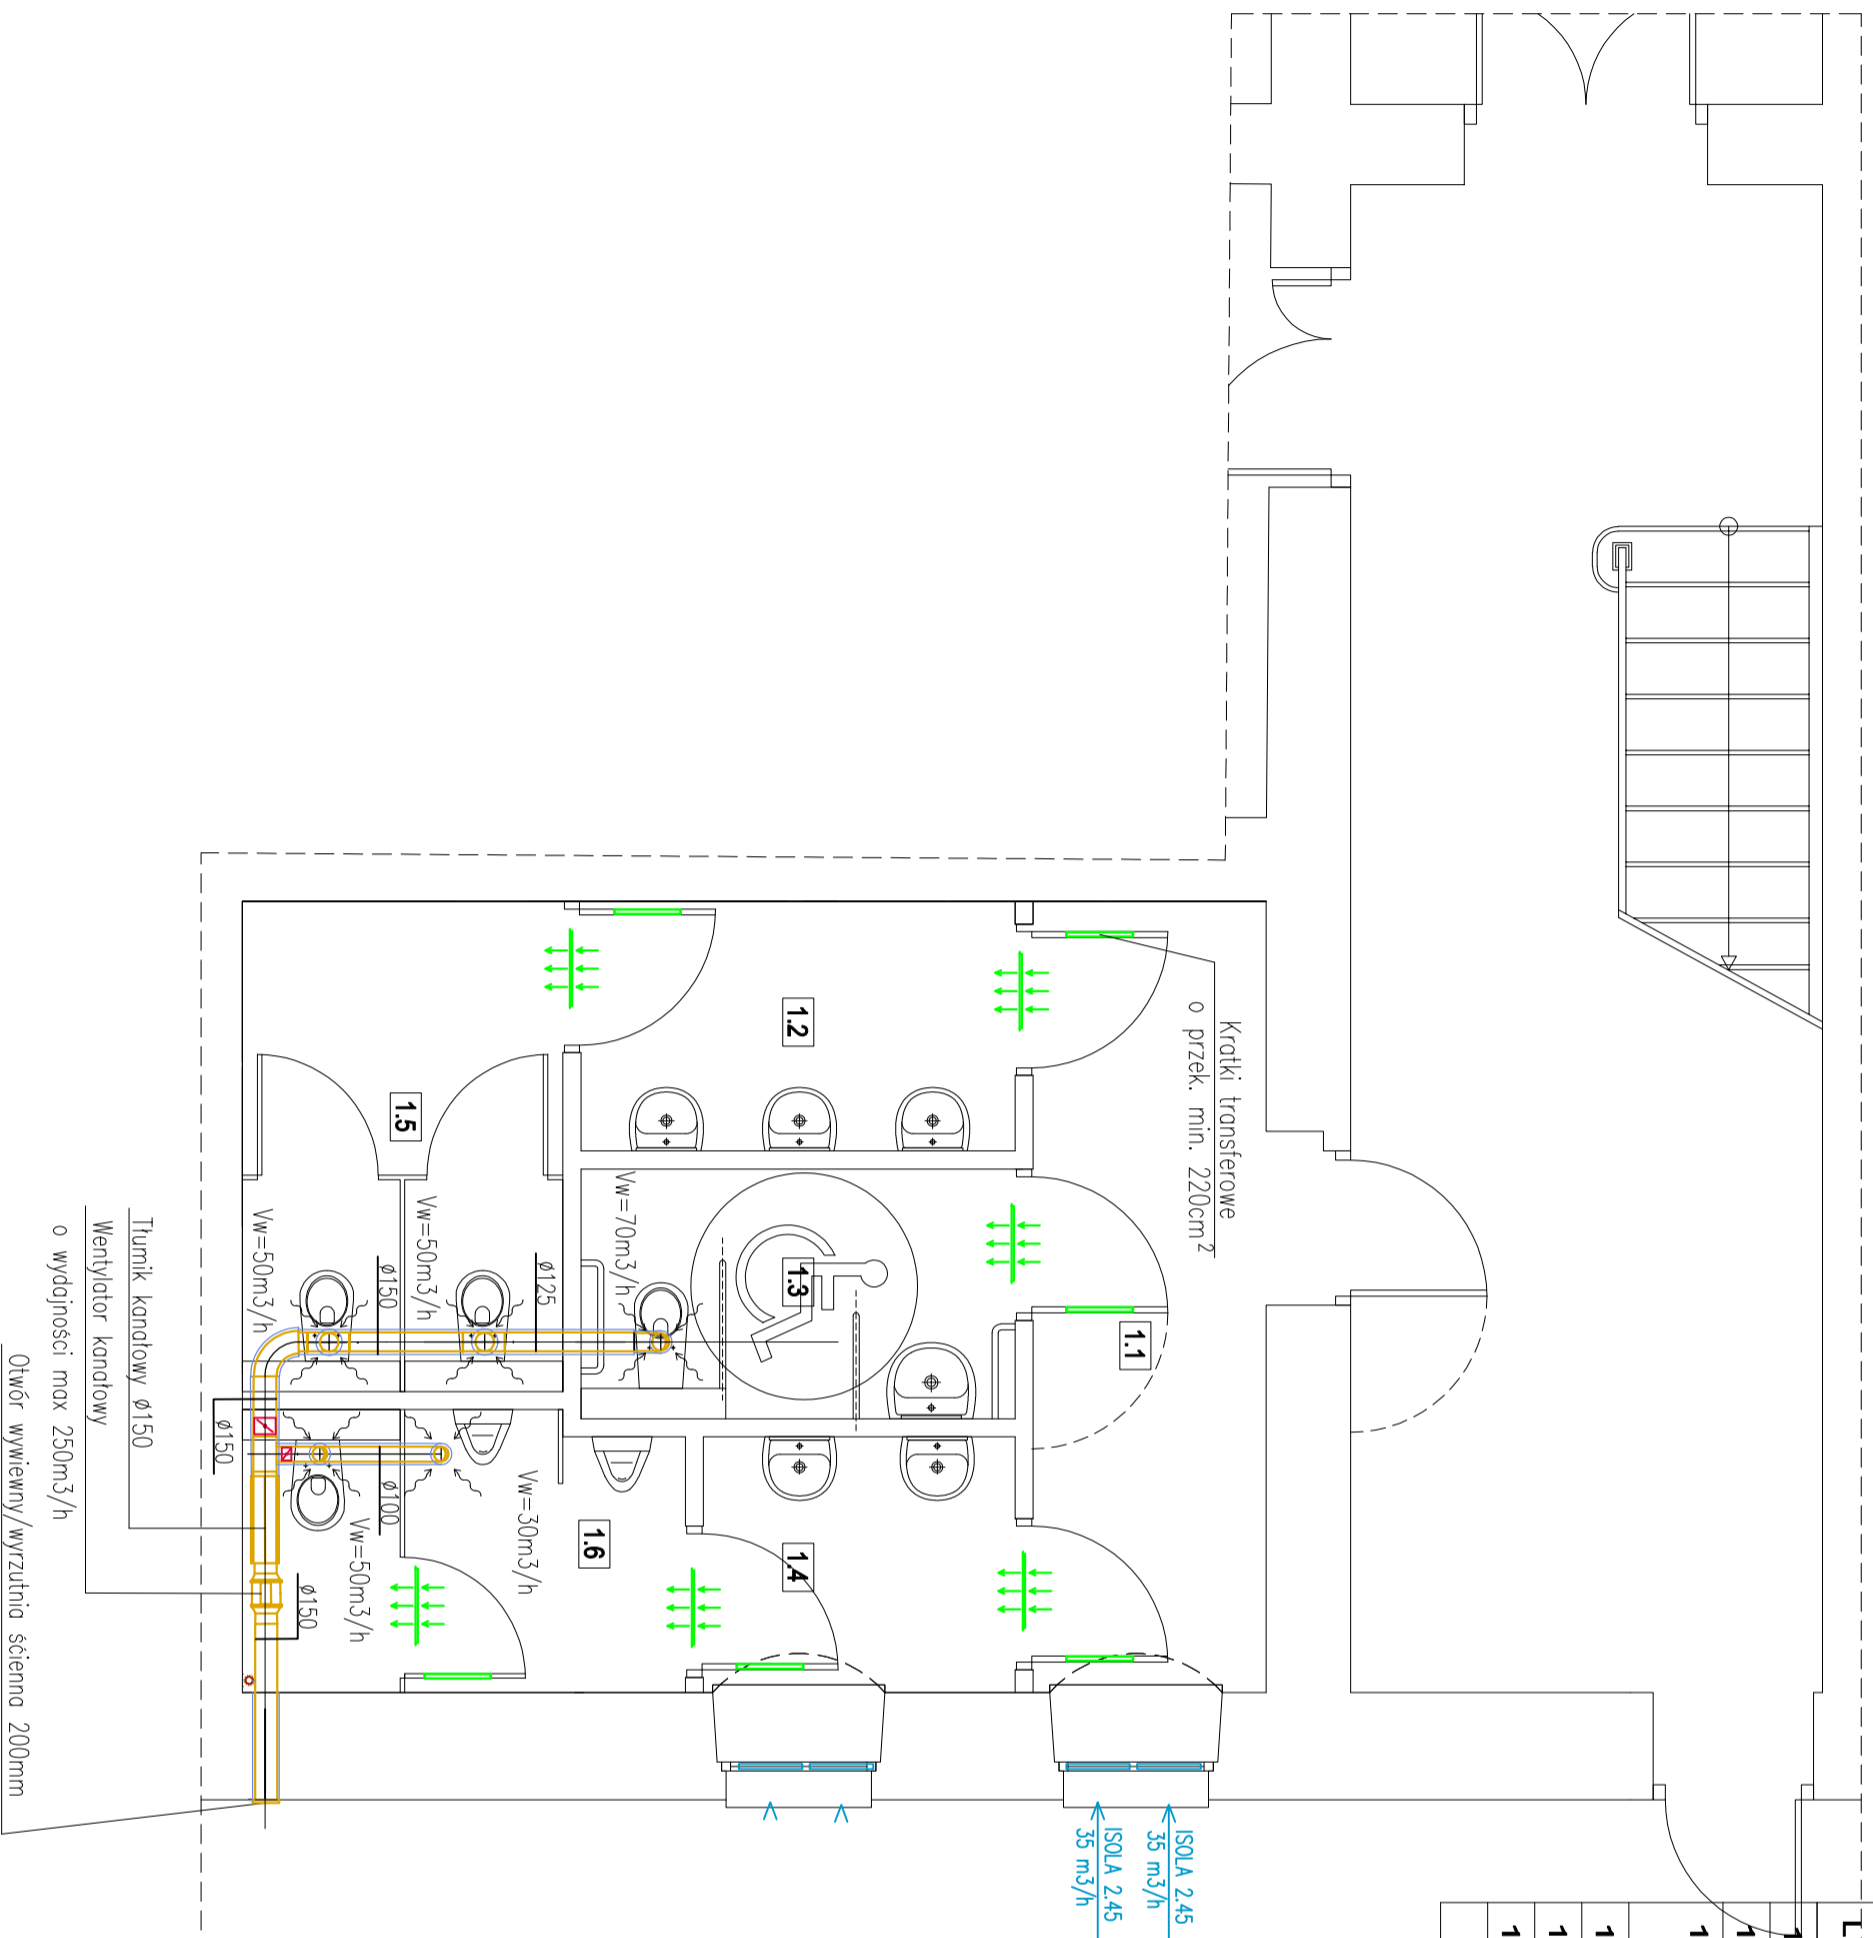 Kratki transferowe
o przek. min. 220cm²
1.2
1.5
1.3
1.1
1.6
1.4
Vw=70m3/h
Vw=50m3/h
Vw=50m3/h
Vw=30m3/h
Vw=50m3/h
ø125
ø150
ø150
ø100
ø150
Tłumik kanałowy ø150
Wentylator kanałowy
o wydajności max 250m3/h
Otwór wywiewny/wyrzutnia śćienna 200mm
ISOLA 2.45
35 m3/h
ISOLA 2.45
35 m3/h